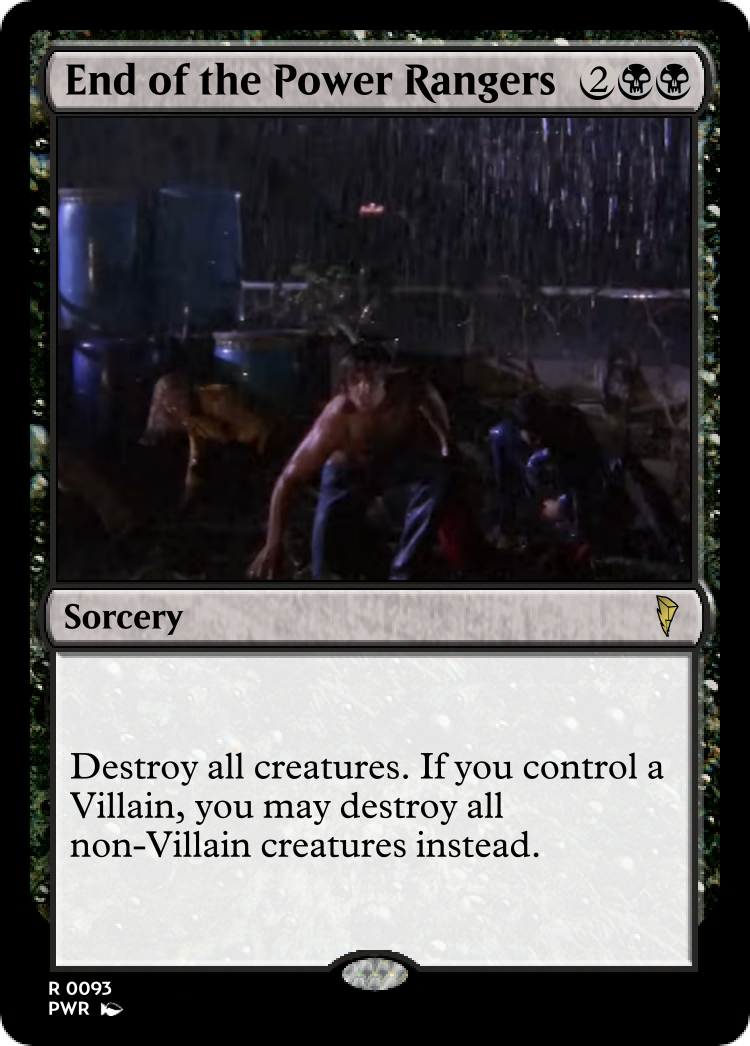 End of the Power Rangers 2
Sorcery
Destroy all creatures. If you control a
Villain, you may destroy all
non-Villain creatures instead.
R 0093
PWR